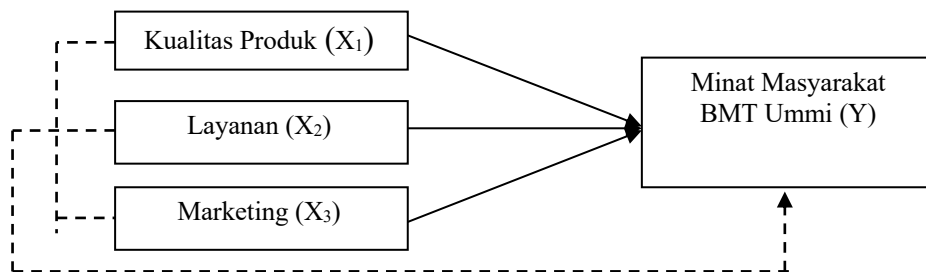 Kualitas Produk (X₁)
Layanan (X₂)
Marketing (X₃)
Minat Masyarakat
BMT Ummi (Y)